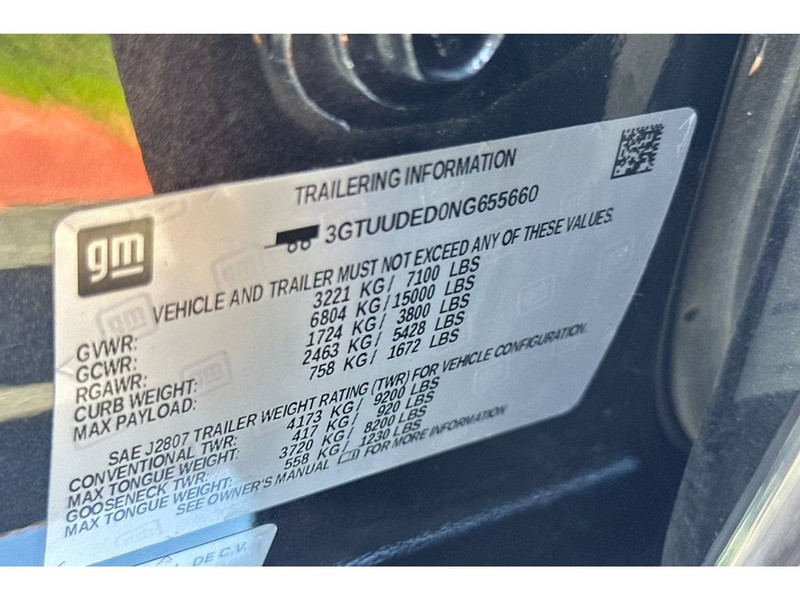 TRAILERING INFORMATION
gm
3GTUUDED0NG655660
VEHICLE AND TRAILER MUST NOT EXCEED ANY OF THESE VALUES.
GVWR: 3221 KG/ 7100 LBS
GCWR: 6804 KG/15000 LBS
RGAWR: 1724 KG/ 3800 LBS
CURB WEIGHT: 2463 KG/ 5428 LBS
MAX PAYLOAD: 758 KG/ 1672 LBS
SAE J2807 TRAILER WEIGHT RATING (TWR) FOR VEHICLE CONFIGURATION.
CONVENTIONAL TWR: 4173 KG/ 9200 LBS
MAX TONGUE WEIGHT: 417 KG/ 920 LBS
GOOSENECK TWR: 3720 KG/ 8200 LBS
MAX TONGUE WEIGHT: 558 KG/ 1230 LBS
SEE OWNER'S MANUAL FOR MORE INFORMATION
DE C.V.